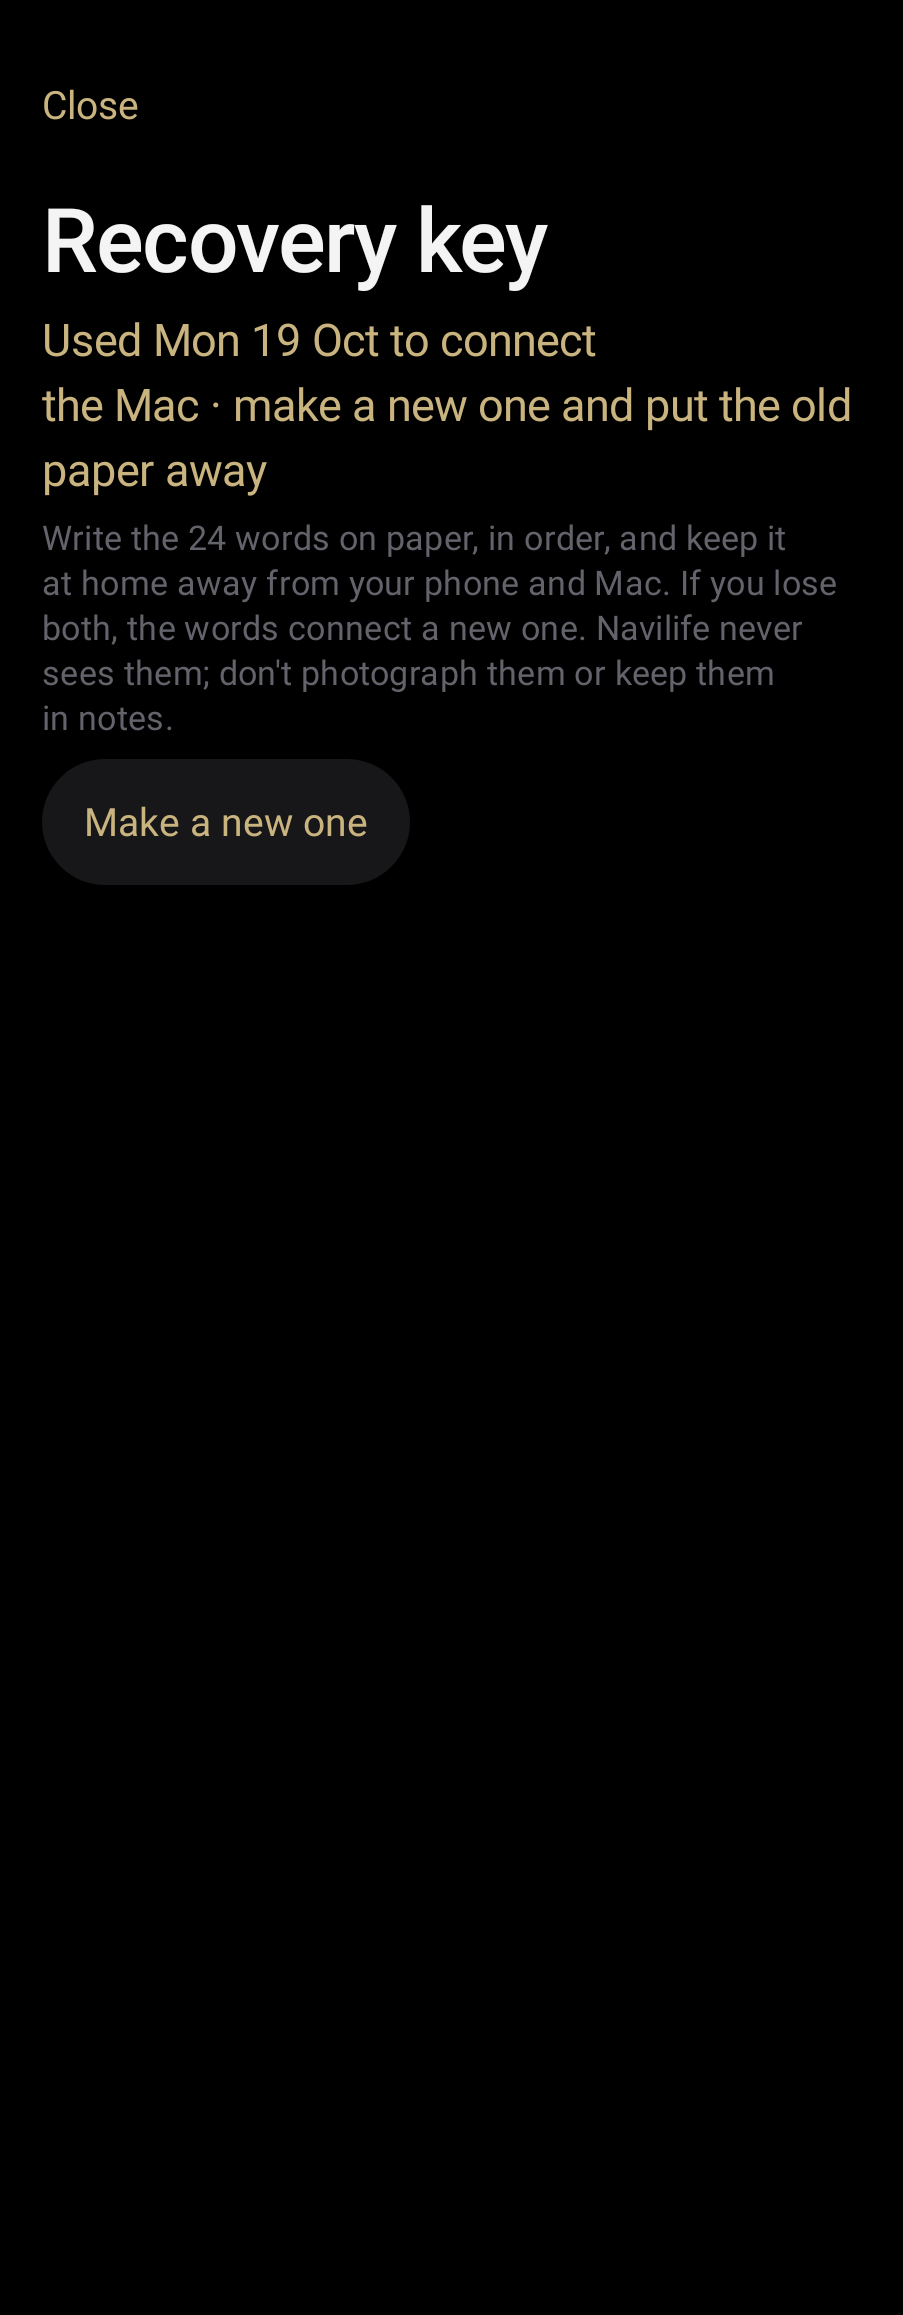 Close
Recovery key
Used Mon 19 Oct to connect
the Mac · make a new one and put the old
paper away
Write the 24 words on paper, in order, and keep it
at home away from your phone and Mac. If you lose
both, the words connect a new one. Navilife never
sees them; don't photograph them or keep them
in notes.
Make a new one